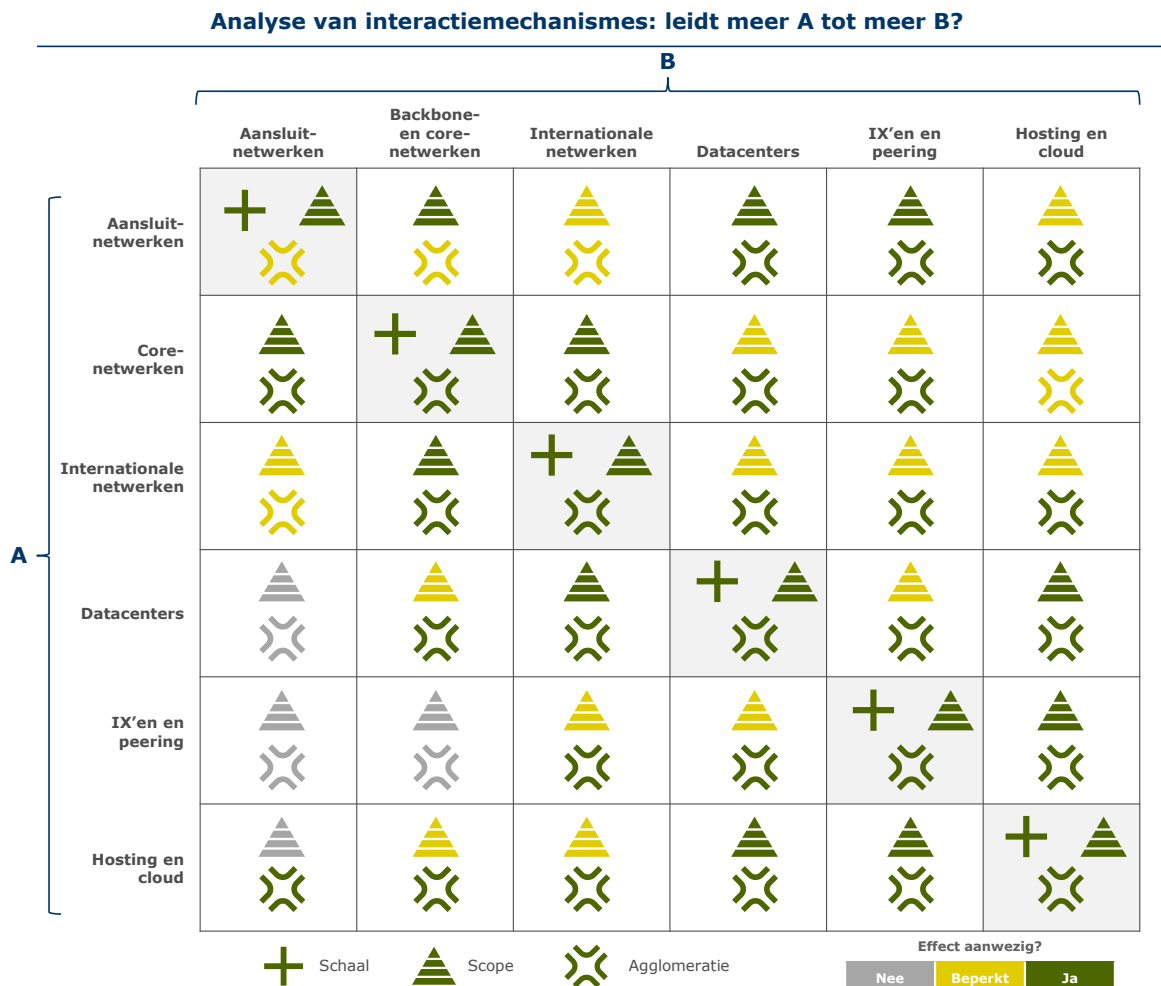 Analyse van interactiemechanismes: leidt meer A tot meer B?
B
Aansluit-
netwerken
Backbone-
en core-
netwerken
Internationale
netwerken
Datacenters
IX’en en
peering
Hosting en
cloud
A
Aansluit-
netwerken
Core-
netwerken
Internationale
netwerken
Datacenters
IX’en en
peering
Hosting en
cloud
Schaal
Scope
Agglomeratie
Effect aanwezig?
Nee
Beperkt
Ja